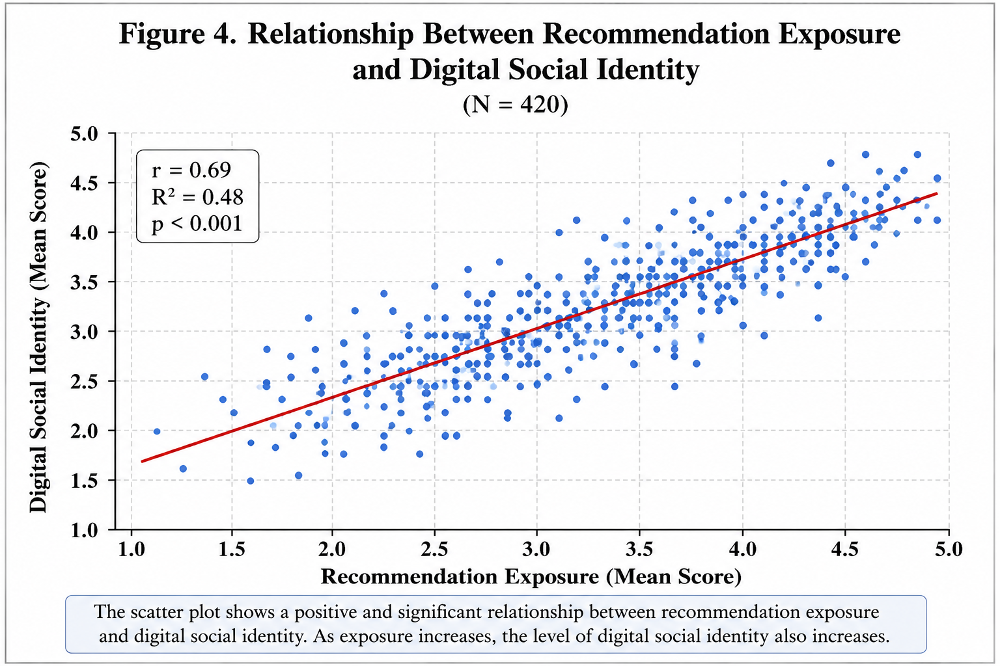 Figure 4. Relationship Between Recommendation Exposure
and Digital Social Identity
(N = 420)
Digital Social Identity (Mean Score)
5.0
4.5
4.0
3.5
3.0
2.5
2.0
1.5
1.0
r = 0.69
R² = 0.48
p < 0.001
1.0 1.5 2.0 2.5 3.0 3.5 4.0 4.5 5.0
Recommendation Exposure (Mean Score)
The scatter plot shows a positive and significant relationship between recommendation exposure
and digital social identity. As exposure increases, the level of digital social identity also increases.